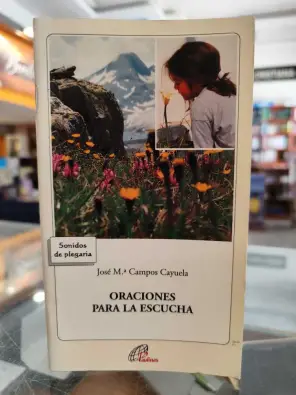 Sonidos
de plegaria
José M.ª Campos Cayuela
ORACIONES
PARA LA ESCUCHA
Paulinas